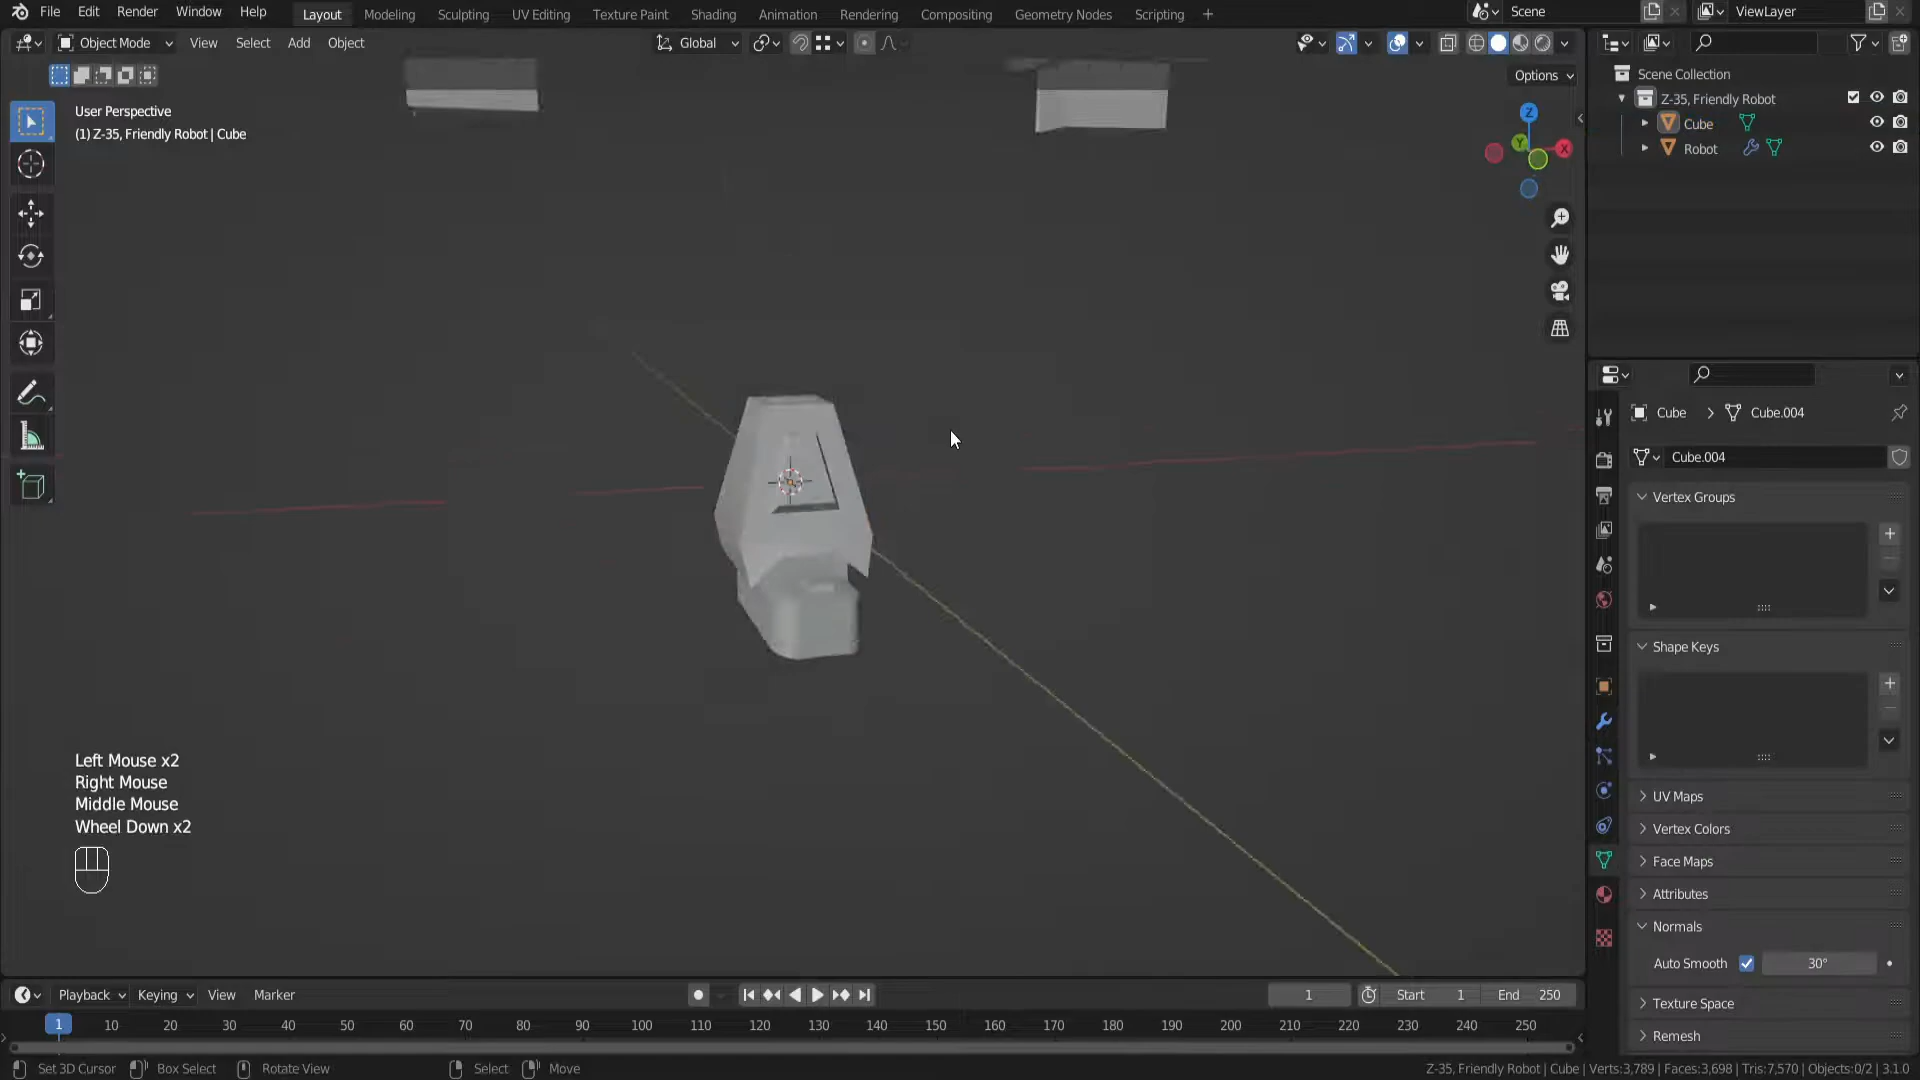 File Edit Render Window Help Layout Modeling Sculpting UV Editing Texture Paint Shading Animation Rendering Compositing Geometry Nodes Scripting + Scene ViewLayer
Object Mode View Select Add Object Global
Options
User Perspective
(1) Z-35, Friendly Robot | Cube
Z
Y
X
Scene Collection
Z-35, Friendly Robot
Cube
Robot
Cube > Cube.004
Cube.004
Vertex Groups
Shape Keys
UV Maps
Vertex Colors
Face Maps
Attributes
Normals
Auto Smooth 30°
Texture Space
Remesh
Left Mouse x2
Right Mouse
Middle Mouse
Wheel Down x2
Playback Keying View Marker 1 Start 1 End 250
1 10 20 30 40 50 60 70 80 90 100 110 120 130 140 150 160 170 180 190 200 210 220 230 240 250
Set 3D Cursor Box Select Rotate View Select Move Z-35, Friendly Robot | Cube | Verts:3,789 | Faces:3,698 | Tris:7,570 | Objects:0/2 | 3.1.0